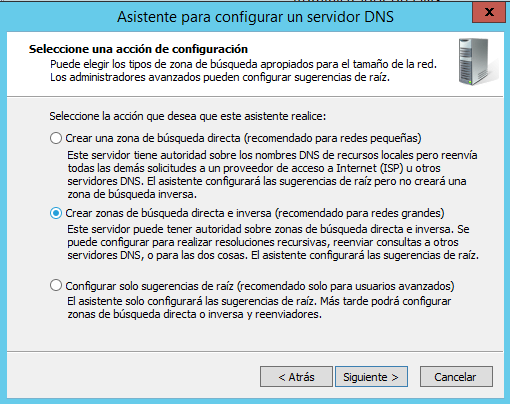 Asistente para configurar un servidor DNS
X
Seleccione una acción de configuración
Puede elegir los tipos de zona de búsqueda apropiados para el tamaño de la red.
Los administradores avanzados pueden configurar sugerencias de raíz.
Seleccione la acción que desea que este asistente realice:
Crear una zona de búsqueda directa (recomendado para redes pequeñas)
Este servidor tiene autoridad sobre los nombres DNS de recursos locales pero reenvía
todas las demás solicitudes a un proveedor de acceso a Internet (ISP) u otros
servidores DNS. El asistente configurará las sugerencias de raíz pero no creará una
zona de búsqueda inversa.
Crear zonas de búsqueda directa e inversa (recomendado para redes grandes)
Este servidor puede tener autoridad sobre zonas de búsqueda directa e inversa. Se
puede configurar para realizar resoluciones recursivas, reenviar consultas a otros
servidores DNS, o para las dos cosas. El asistente configurará las sugerencias de raíz.
Configurar solo sugerencias de raíz (recomendado solo para usuarios avanzados)
El asistente solo configurará las sugerencias de raíz. Más tarde podrá configurar
zonas de búsqueda directa o inversa y reenviadores.
< Atrás
Siguiente >
Cancelar